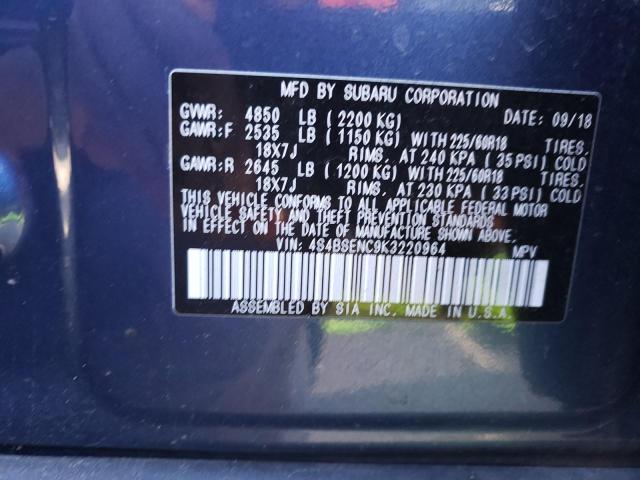 MFD BY SUBARU CORPORATION
GVWR: 4850 LB (2200 KG) DATE: 09/18
GAWR:F 2535 LB (1150 KG) WITH 225/60R18 TIRES.
18X7J RIMS. AT 240 KPA (35 PSI) COLD
GAWR:R 2645 LB (1200 KG) WITH 225/60R18 TIRES.
18X7J RIMS. AT 230 KPA (33 PSI) COLD
THIS VEHICLE CONFORMS TO ALL APPLICABLE FEDERAL MOTOR
VEHICLE SAFETY AND THEFT PREVENTION STANDARDS
IN EFFECT ON THE DATE OF MANUFACTURE SHOWN ABOVE.
VIN: 4S4BSENC9K3220964 MPV
ASSEMBLED BY SIA INC. MADE IN U.S.A.